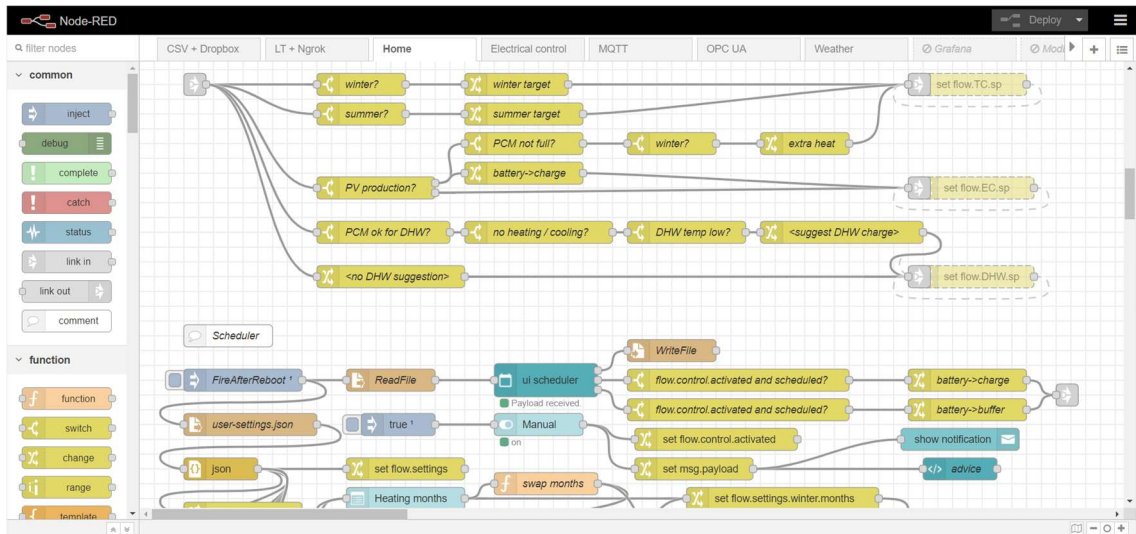 Node-RED
Deploy
filter nodes
CSV + Dropbox
LT + Ngrok
Home
Electrical control
MQTT
OPC UA
Weather
Grafana
common
inject
debug
complete
catch
status
link in
link out
comment
function
function
switch
change
range
template
winter?
winter target
set flow.TC.sp
summer?
summer target
PCM not full?
winter?
extra heat
battery->charge
PV production?
set flow.EC.sp
PCM ok for DHW?
no heating / cooling?
DHW temp low?
<suggest DHW charge>
<no DHW suggestion>
set flow.DHW.sp
Scheduler
WriteFile
FireAfterReboot ¹
ReadFile
ui scheduler
flow.control.activated and scheduled?
battery->charge
Payload received.
flow.control.activated and scheduled?
battery->buffer
user-settings.json
true ¹
Manual
on
set flow.control.activated
show notification
json
set flow.settings
set msg.payload
advice
swap months
Heating months
set flow.settings.winter.months